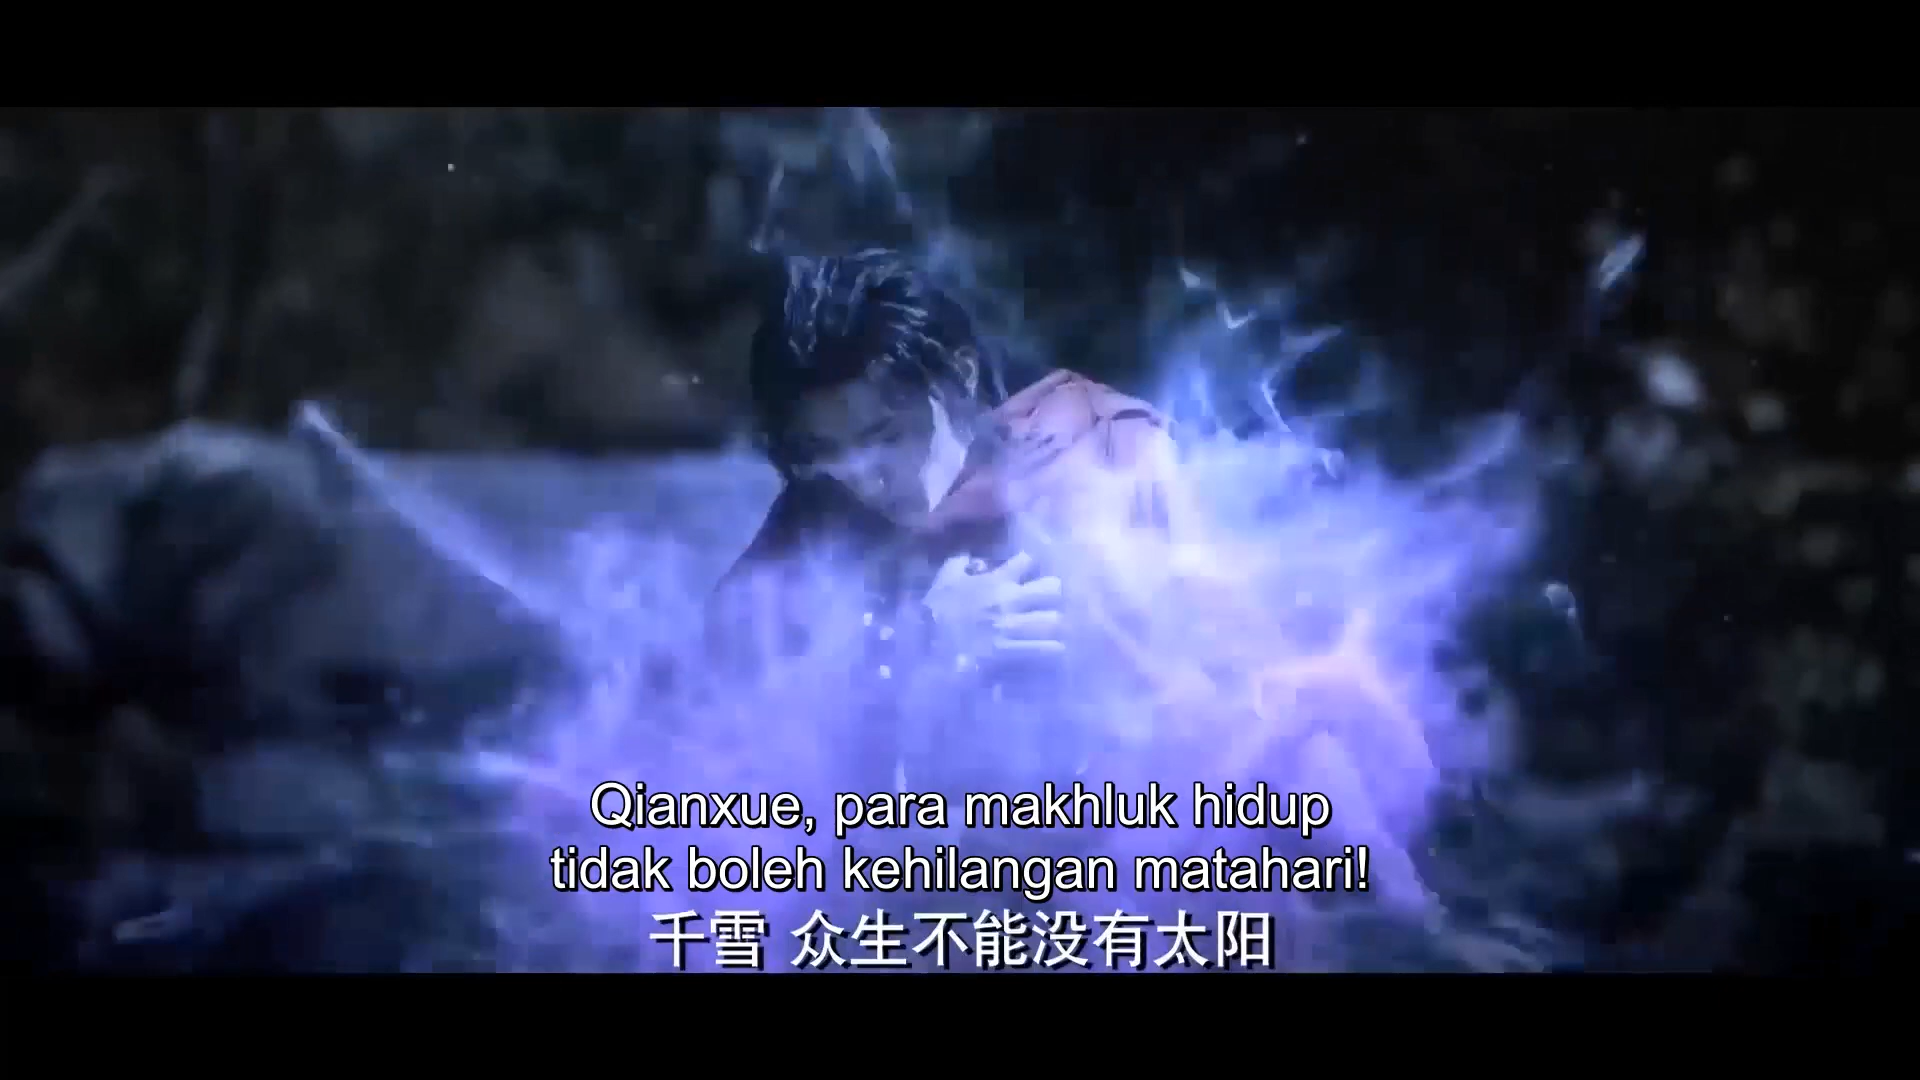 Qianxue, para makhluk hidup
tidak boleh kehilangan matahari!
千雪 众生不能没有太阳